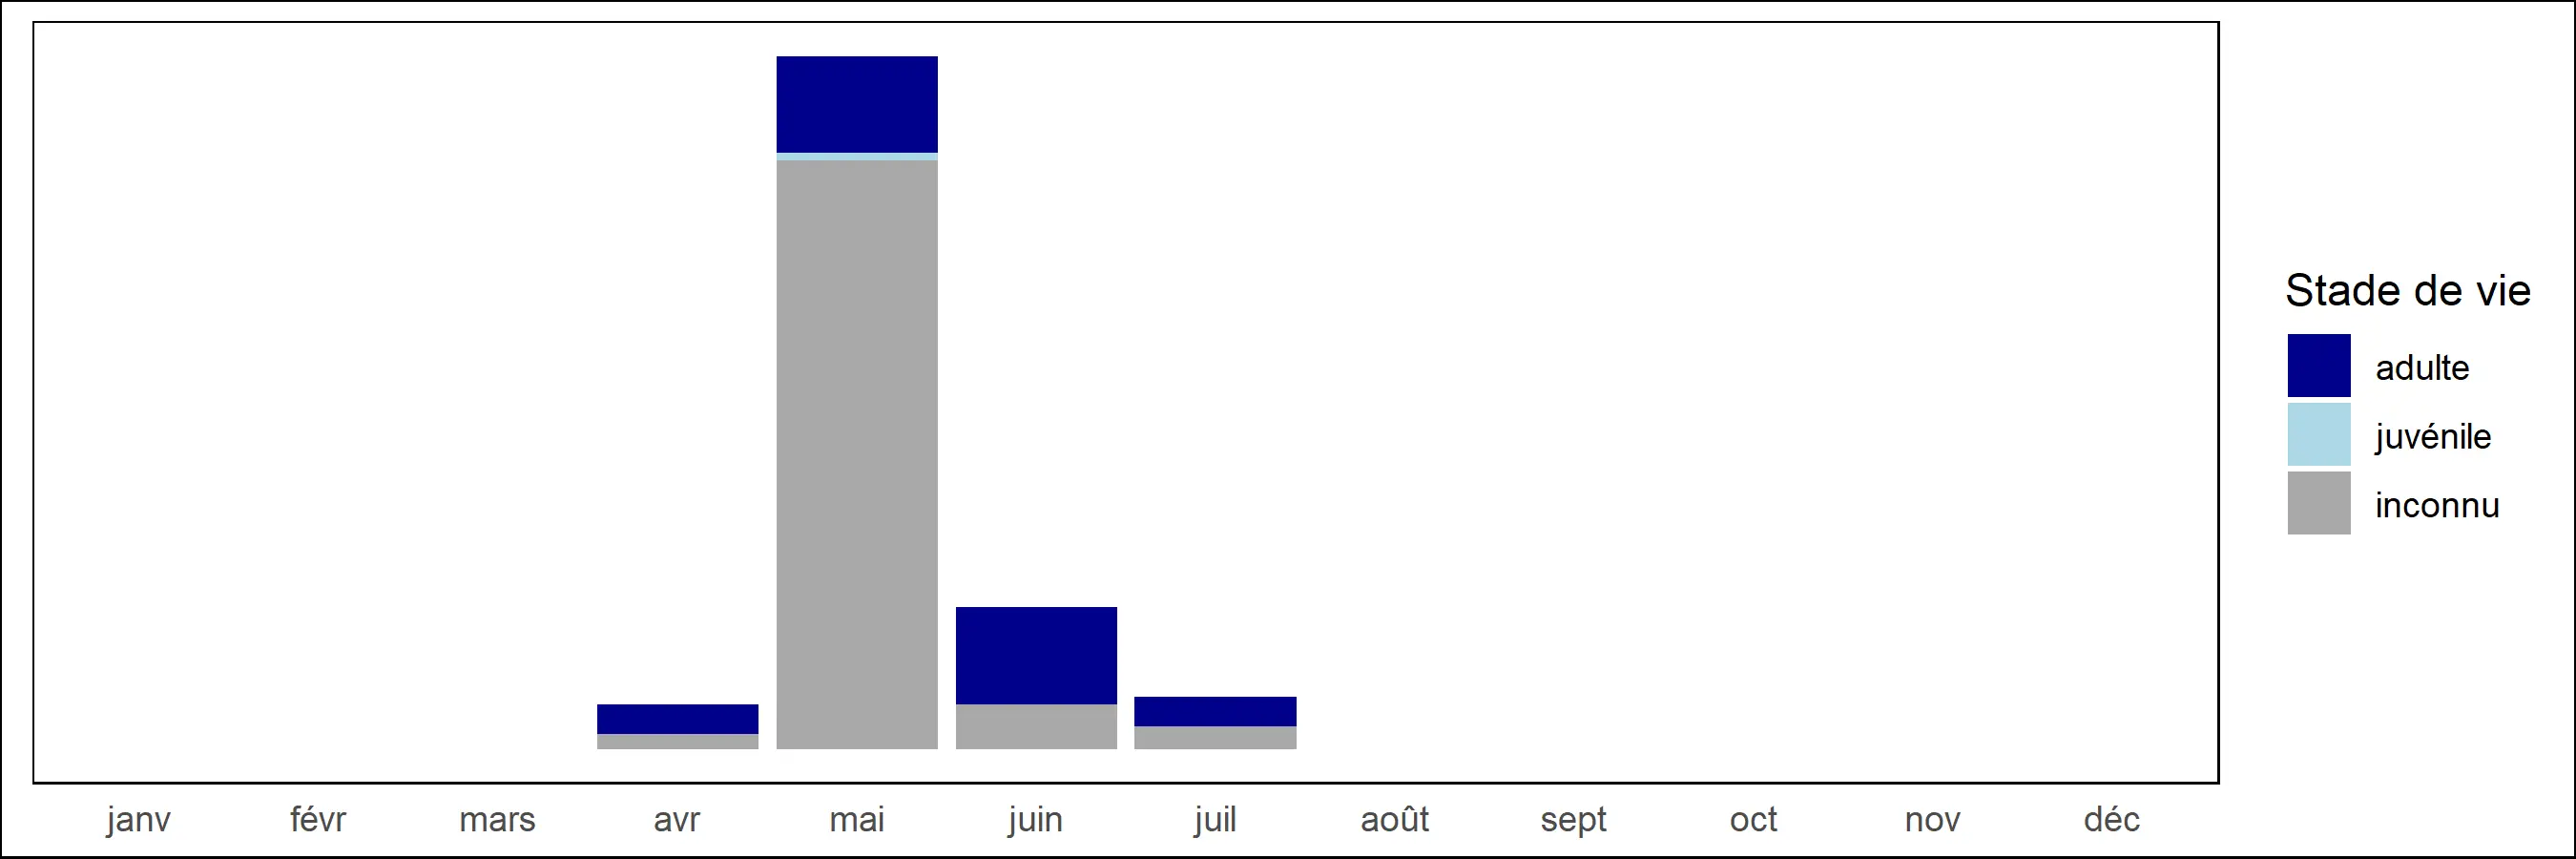 Stade de vie
adulte
juvénile
inconnu
janv févr mars avr mai juin juil août sept oct nov déc